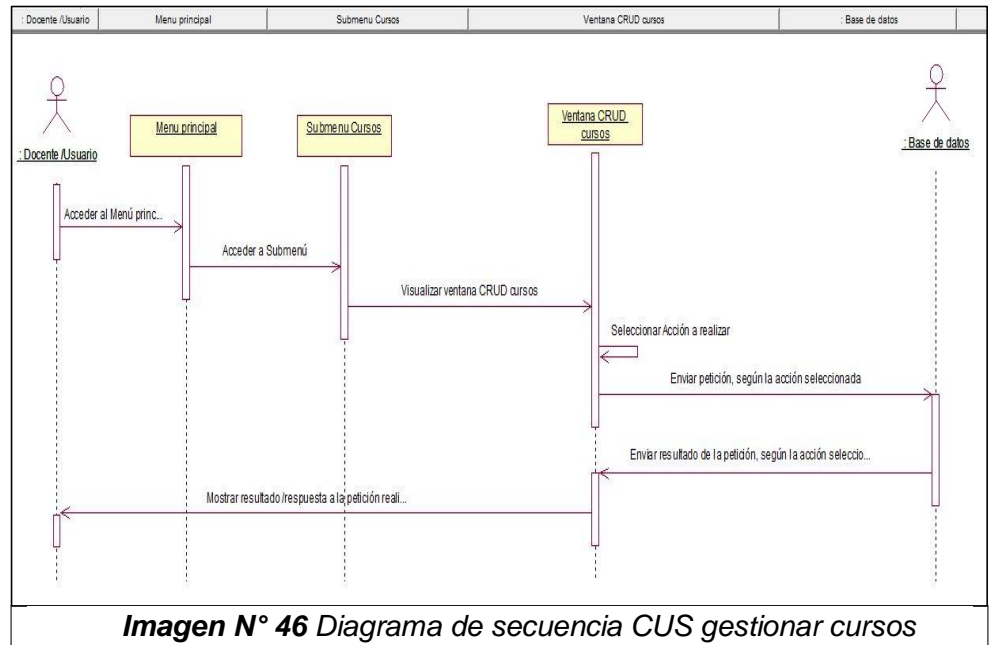 : Docente /Usuario
Menu principal
Submenu Cursos
Ventana CRUD cursos
: Base de datos
Menu principal
Submenu Cursos
Ventana CRUD
cursos
: Docente /Usuario
: Base de datos
Acceder al Menú princ...
Acceder a Submenú
Visualizar ventana CRUD cursos
Seleccionar Acción a realizar
Enviar petición, según la acción seleccionada
Enviar resultado de la petición, según la acción seleccio...
Mostrar resultado /respuesta a la petición reali...
Imagen N° 46 Diagrama de secuencia CUS gestionar cursos